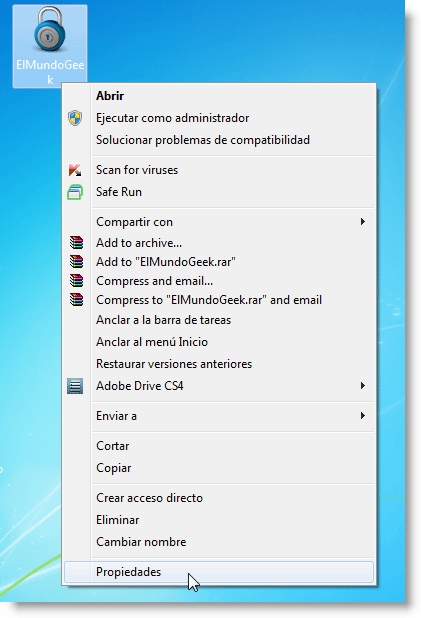 ElMundoGee
k
Abrir
Ejecutar como administrador
Solucionar problemas de compatibilidad
Scan for viruses
Safe Run
Compartir con
Add to archive...
Add to "ElMundoGeek.rar"
Compress and email...
Compress to "ElMundoGeek.rar" and email
Anclar a la barra de tareas
Anclar al menú Inicio
Restaurar versiones anteriores
Adobe Drive CS4
Enviar a
Cortar
Copiar
Crear acceso directo
Eliminar
Cambiar nombre
Propiedades